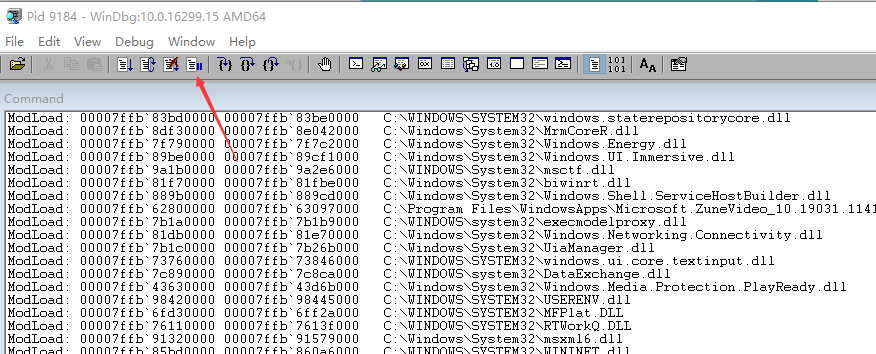 Pid 9184 - WinDbg:10.0.16299.15 AMD64
File Edit View Debug Window Help
Command
ModLoad: 00007ffb`83bd0000 00007ffb`83be0000 C:\WINDOWS\SYSTEM32\windows.staterepositorycore.dll
ModLoad: 00007ffb`8df30000 00007ffb`8e042000 C:\Windows\System32\MrmCoreR.dll
ModLoad: 00007ffb`7f790000 00007ffb`7f7c2000 C:\Windows\System32\Windows.Energy.dll
ModLoad: 00007ffb`89be0000 00007ffb`89cf1000 C:\Windows\System32\Windows.UI.Immersive.dll
ModLoad: 00007ffb`9a1b0000 00007ffb`9a2e6000 C:\WINDOWS\System32\msctf.dll
ModLoad: 00007ffb`81f70000 00007ffb`81fbe000 C:\Windows\System32\biwinrt.dll
ModLoad: 00007ffb`889b0000 00007ffb`889cd000 C:\Windows\System32\Windows.Shell.ServiceHostBuilder.dll
ModLoad: 00007ffb`62800000 00007ffb`63097000 C:\Program Files\WindowsApps\Microsoft.ZuneVideo_10.19031.1141
ModLoad: 00007ffb`7b1a0000 00007ffb`7b1b9000 C:\WINDOWS\system32\execmodelproxy.dll
ModLoad: 00007ffb`81db0000 00007ffb`81e70000 C:\Windows\System32\Windows.Networking.Connectivity.dll
ModLoad: 00007ffb`7b1c0000 00007ffb`7b26b000 C:\Windows\System32\UiaManager.dll
ModLoad: 00007ffb`73760000 00007ffb`73846000 C:\WINDOWS\system32\windows.ui.core.textinput.dll
ModLoad: 00007ffb`7c890000 00007ffb`7c8ca000 C:\WINDOWS\system32\DataExchange.dll
ModLoad: 00007ffb`43630000 00007ffb`43d6b000 C:\Windows\System32\Windows.Media.Protection.PlayReady.dll
ModLoad: 00007ffb`98420000 00007ffb`98445000 C:\WINDOWS\SYSTEM32\USERENV.dll
ModLoad: 00007ffb`6fd30000 00007ffb`6ff2a000 C:\WINDOWS\SYSTEM32\MFPlat.DLL
ModLoad: 00007ffb`76110000 00007ffb`7613f000 C:\WINDOWS\SYSTEM32\RTWorkQ.DLL
ModLoad: 00007ffb`91320000 00007ffb`91579000 C:\WINDOWS\SYSTEM32\msxml6.dll
ModLoad: 00007ffb`85bd0000 00007ffb`860a6000 C:\WINDOWS\SYSTEM32\WININET.dll